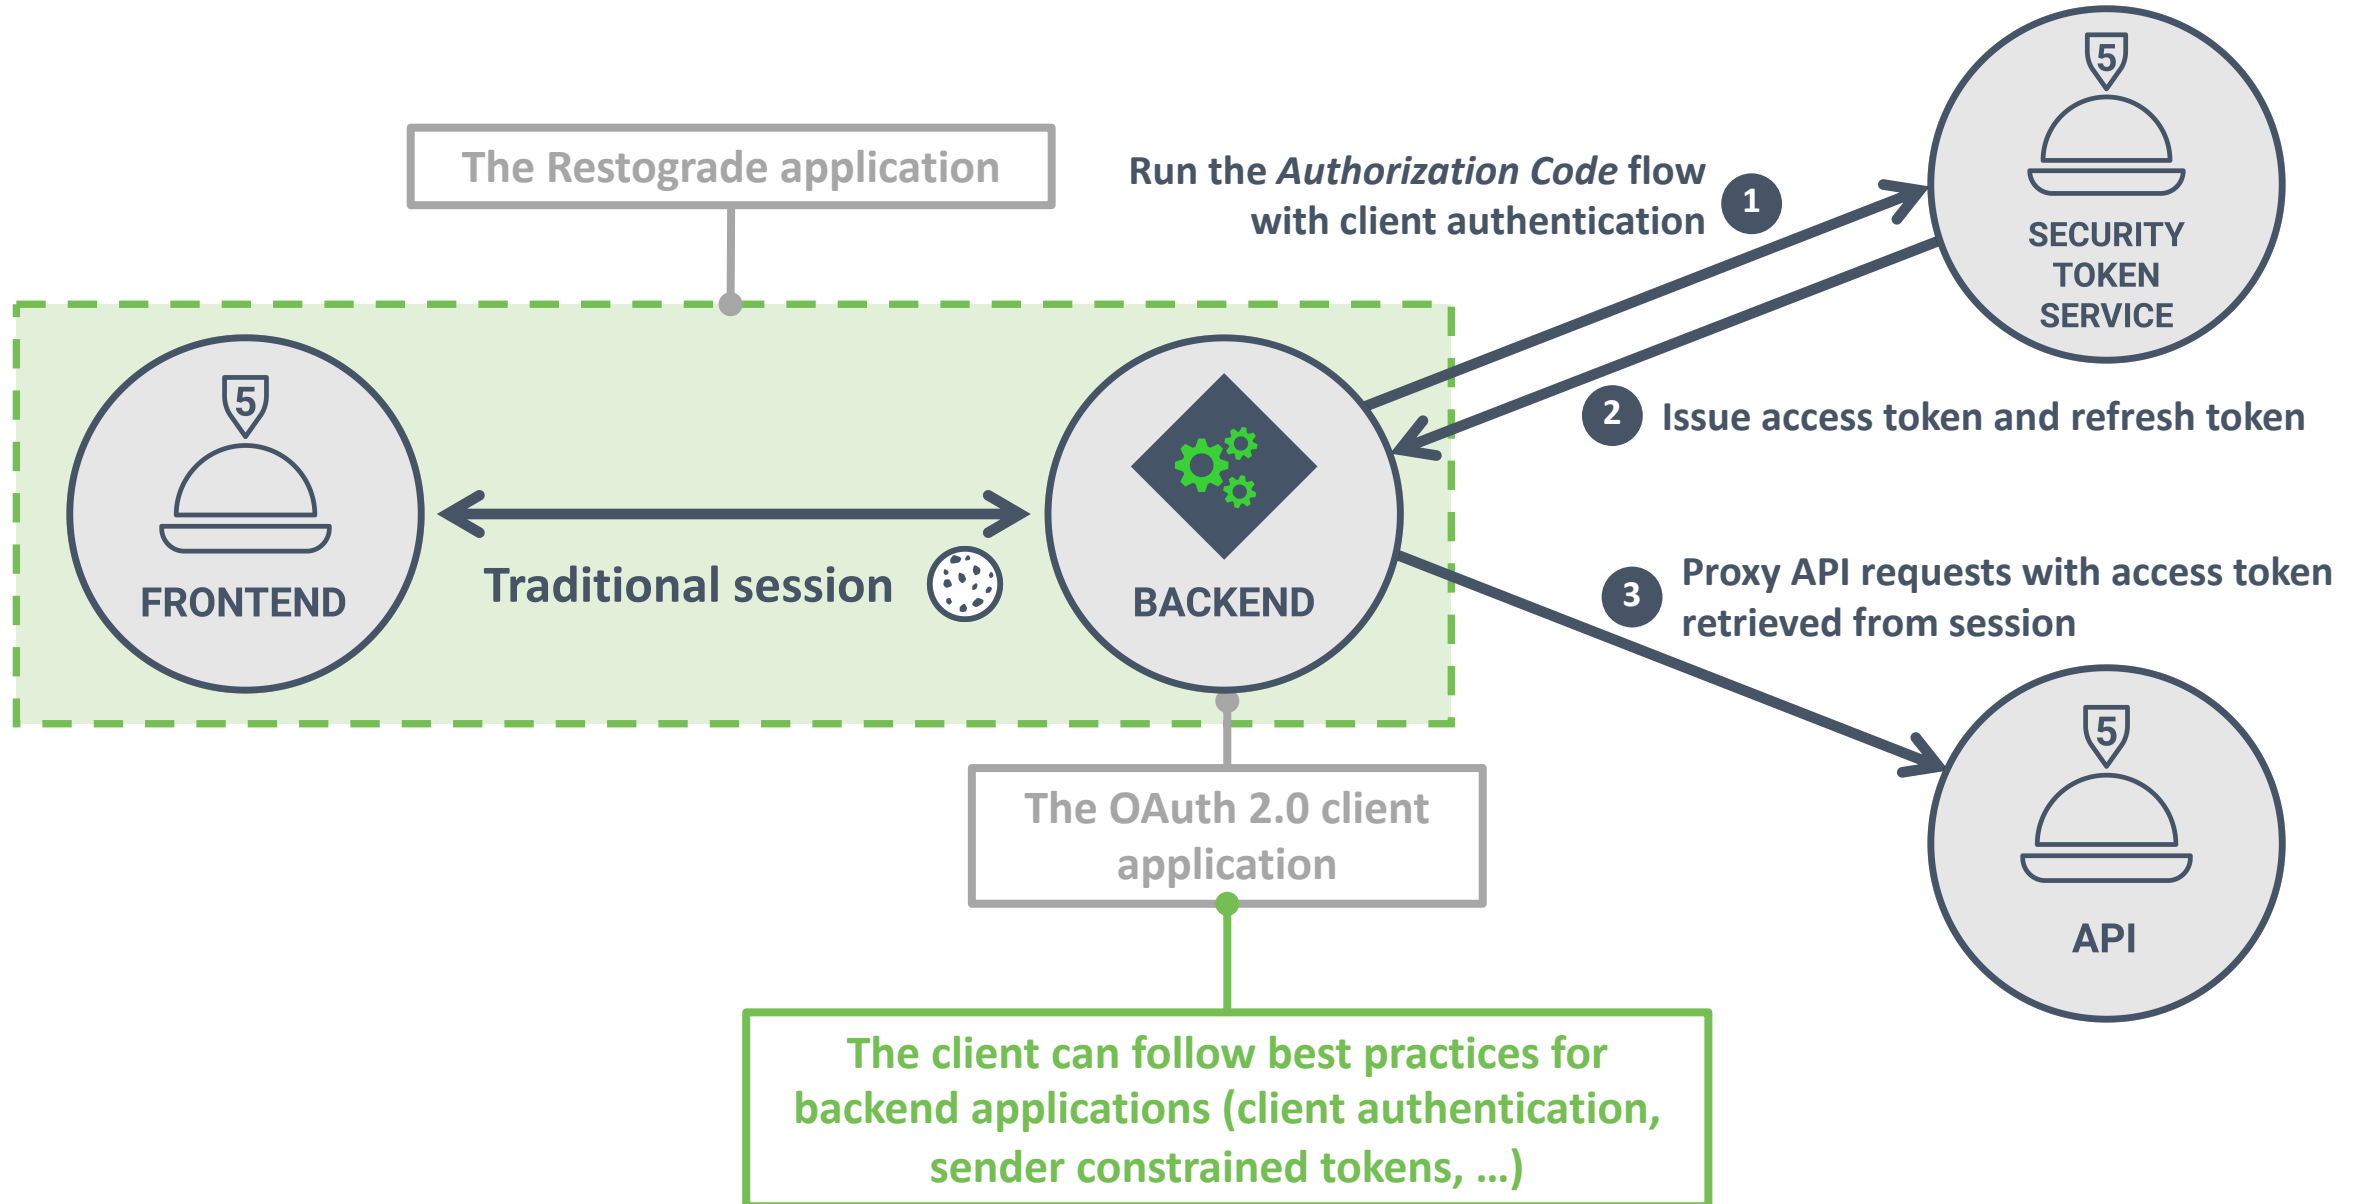 The Restograde application
Run the Authorization Code flow
with client authentication
1
5
SECURITY
TOKEN
SERVICE
2
Issue access token and refresh token
5
FRONTEND
Traditional session
BACKEND
3
Proxy API requests with access token
retrieved from session
5
API
The OAuth 2.0 client
application
The client can follow best practices for
backend applications (client authentication,
sender constrained tokens, ...)